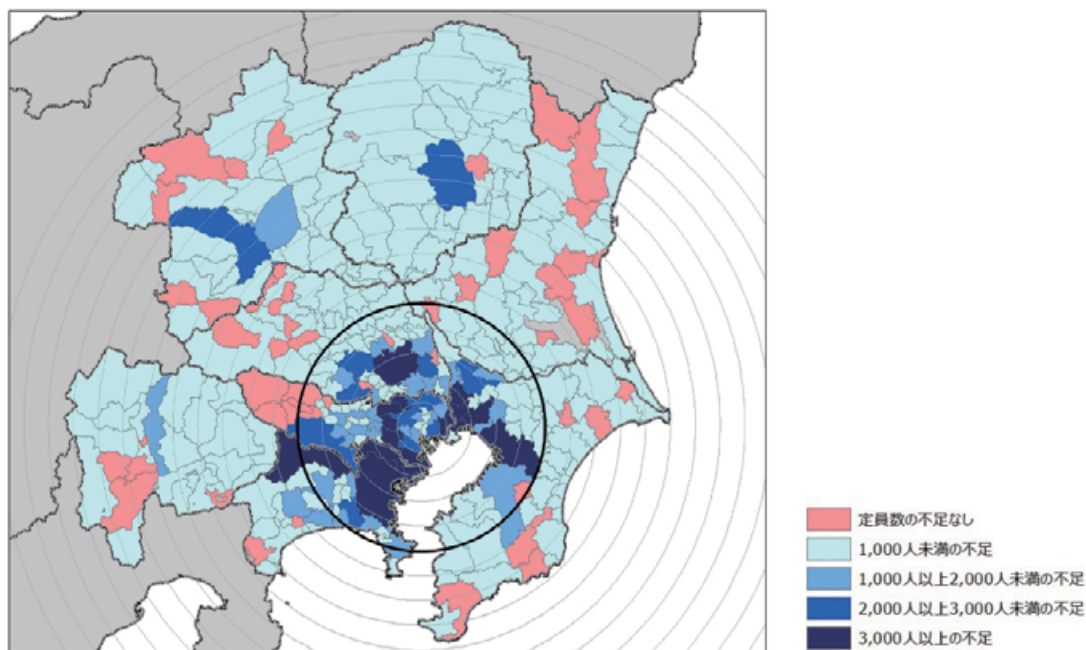 定員数の不足なし
1,000人未満の不足
1,000人以上2,000人未満の不足
2,000人以上3,000人未満の不足
3,000人以上の不足